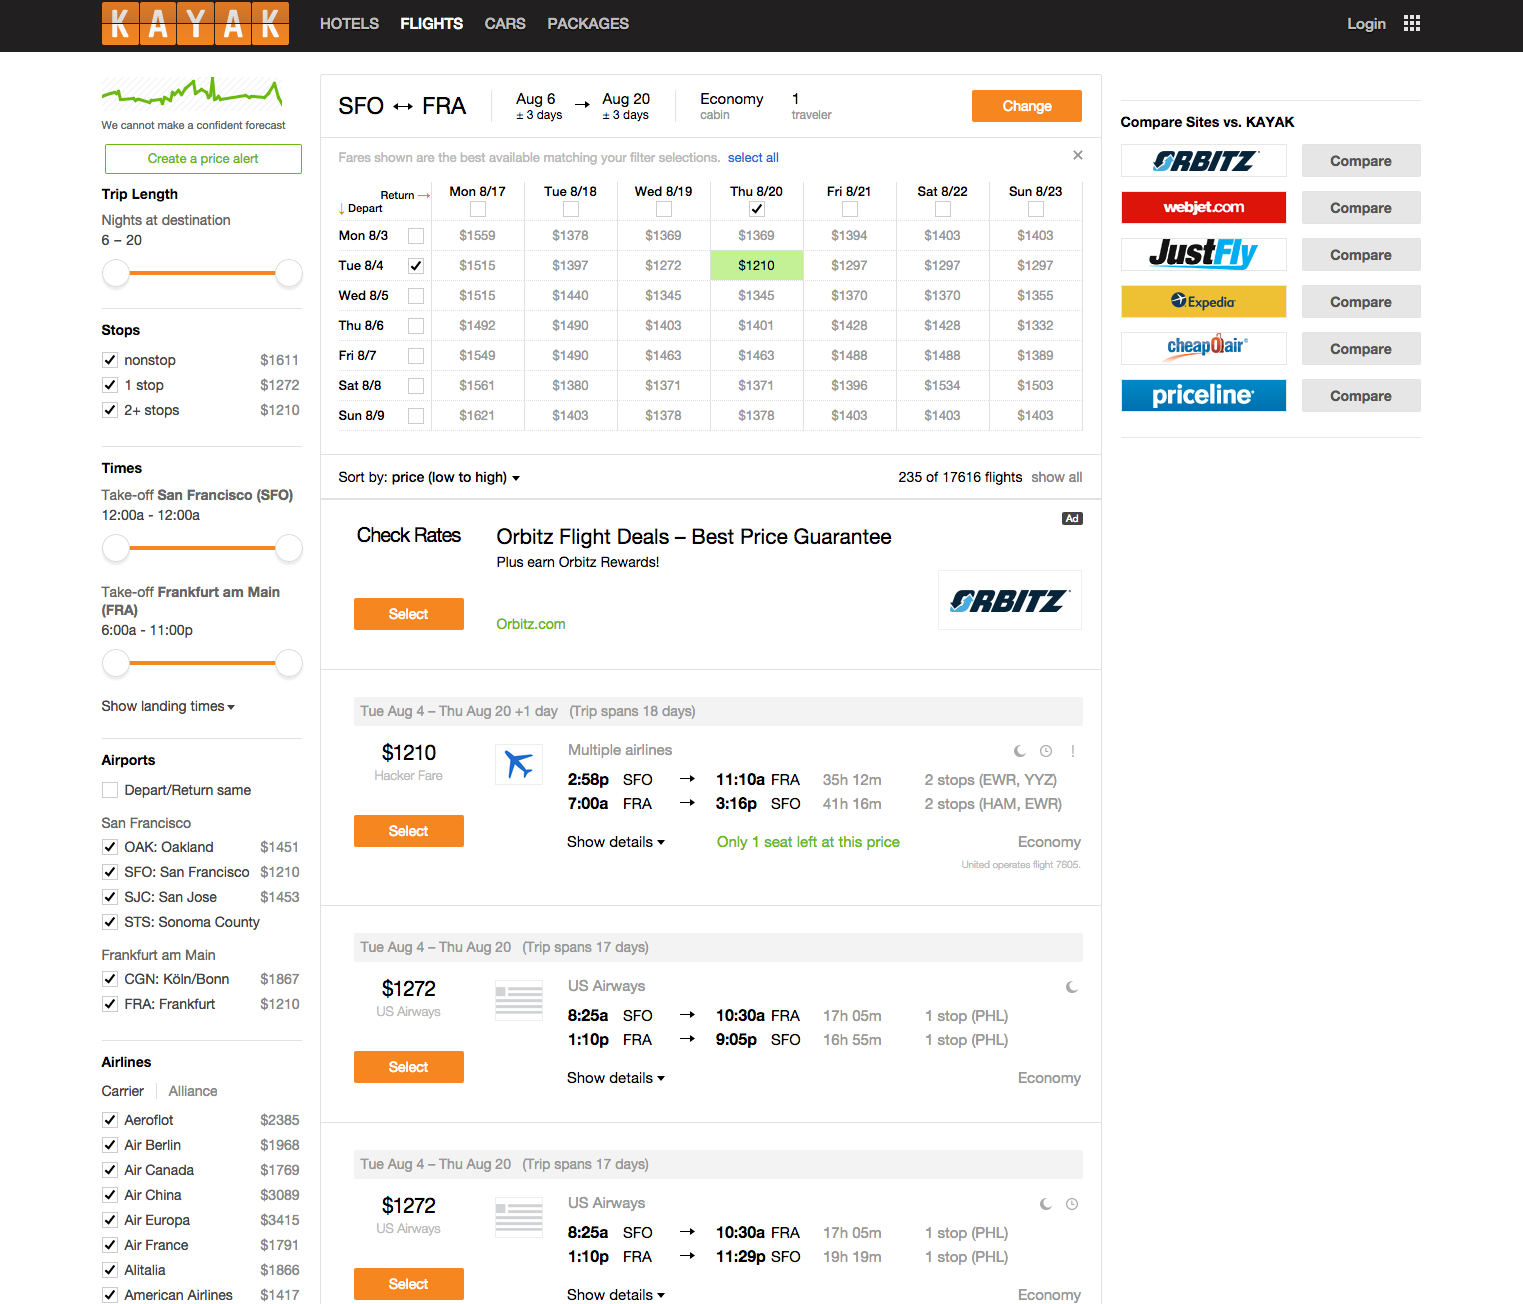 KAYAK
HOTELS FLIGHTS CARS PACKAGES
Login
We cannot make a confident forecast
Create a price alert
Trip Length
Nights at destination
6 – 20
Stops
nonstop $1611
1 stop $1272
2+ stops $1210
Times
Take-off San Francisco (SFO)
12:00a - 12:00a
Take-off Frankfurt am Main
(FRA)
6:00a - 11:00p
Show landing times
Airports
Depart/Return same
San Francisco
OAK: Oakland $1451
SFO: San Francisco $1210
SJC: San Jose $1453
STS: Sonoma County
Frankfurt am Main
CGN: Köln/Bonn $1867
FRA: Frankfurt $1210
Airlines
Carrier Alliance
Aeroflot $2385
Air Berlin $1968
Air Canada $1769
Air China $3089
Air Europa $3415
Air France $1791
Alitalia $1866
American Airlines $1417
SFO ↔ FRA Aug 6 → Aug 20 Economy 1 Change
± 3 days ± 3 days cabin traveler
Fares shown are the best available matching your filter selections. select all
Return → Mon 8/17 Tue 8/18 Wed 8/19 Thu 8/20 Fri 8/21 Sat 8/22 Sun 8/23
↓ Depart
Mon 8/3 $1559 $1378 $1369 $1369 $1394 $1403 $1403
Tue 8/4 $1515 $1397 $1272 $1210 $1297 $1297 $1297
Wed 8/5 $1515 $1440 $1345 $1345 $1370 $1370 $1355
Thu 8/6 $1492 $1490 $1403 $1401 $1428 $1428 $1332
Fri 8/7 $1549 $1490 $1463 $1463 $1488 $1488 $1389
Sat 8/8 $1561 $1380 $1371 $1371 $1396 $1534 $1503
Sun 8/9 $1621 $1403 $1378 $1378 $1403 $1403 $1403
Sort by: price (low to high) 235 of 17616 flights show all
Ad
Check Rates Orbitz Flight Deals – Best Price Guarantee
Plus earn Orbitz Rewards!
ORBITZ
Select
Orbitz.com
Tue Aug 4 – Thu Aug 20 +1 day (Trip spans 18 days)
$1210 Multiple airlines
Hacker Fare 2:58p SFO → 11:10a FRA 35h 12m 2 stops (EWR, YYZ)
7:00a FRA → 3:16p SFO 41h 16m 2 stops (HAM, EWR)
Select Show details Only 1 seat left at this price Economy
United operates flight 7605.
Tue Aug 4 – Thu Aug 20 (Trip spans 17 days)
$1272 US Airways
US Airways 8:25a SFO → 10:30a FRA 17h 05m 1 stop (PHL)
1:10p FRA → 9:05p SFO 16h 55m 1 stop (PHL)
Select Show details Economy
Tue Aug 4 – Thu Aug 20 (Trip spans 17 days)
$1272 US Airways
US Airways 8:25a SFO → 10:30a FRA 17h 05m 1 stop (PHL)
1:10p FRA → 11:29p SFO 19h 19m 1 stop (PHL)
Select Show details Economy
Compare Sites vs. KAYAK
ORBITZ Compare
webjet.com Compare
JustFly Compare
Expedia Compare
cheapOair Compare
priceline Compare